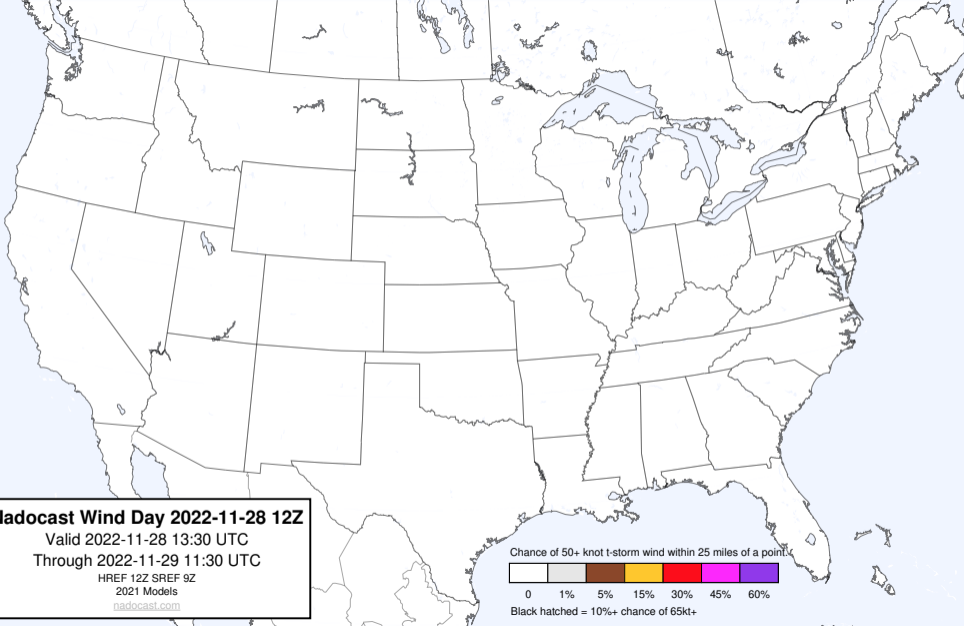 adocast Wind Day 2022-11-28 12Z
Valid 2022-11-28 13:30 UTC
Through 2022-11-29 11:30 UTC
HREF 12Z SREF 9Z
2021 Models
nadocast.com
Chance of 50+ knot t-storm wind within 25 miles of a point.
0 1% 5% 15% 30% 45% 60%
Black hatched = 10%+ chance of 65kt+